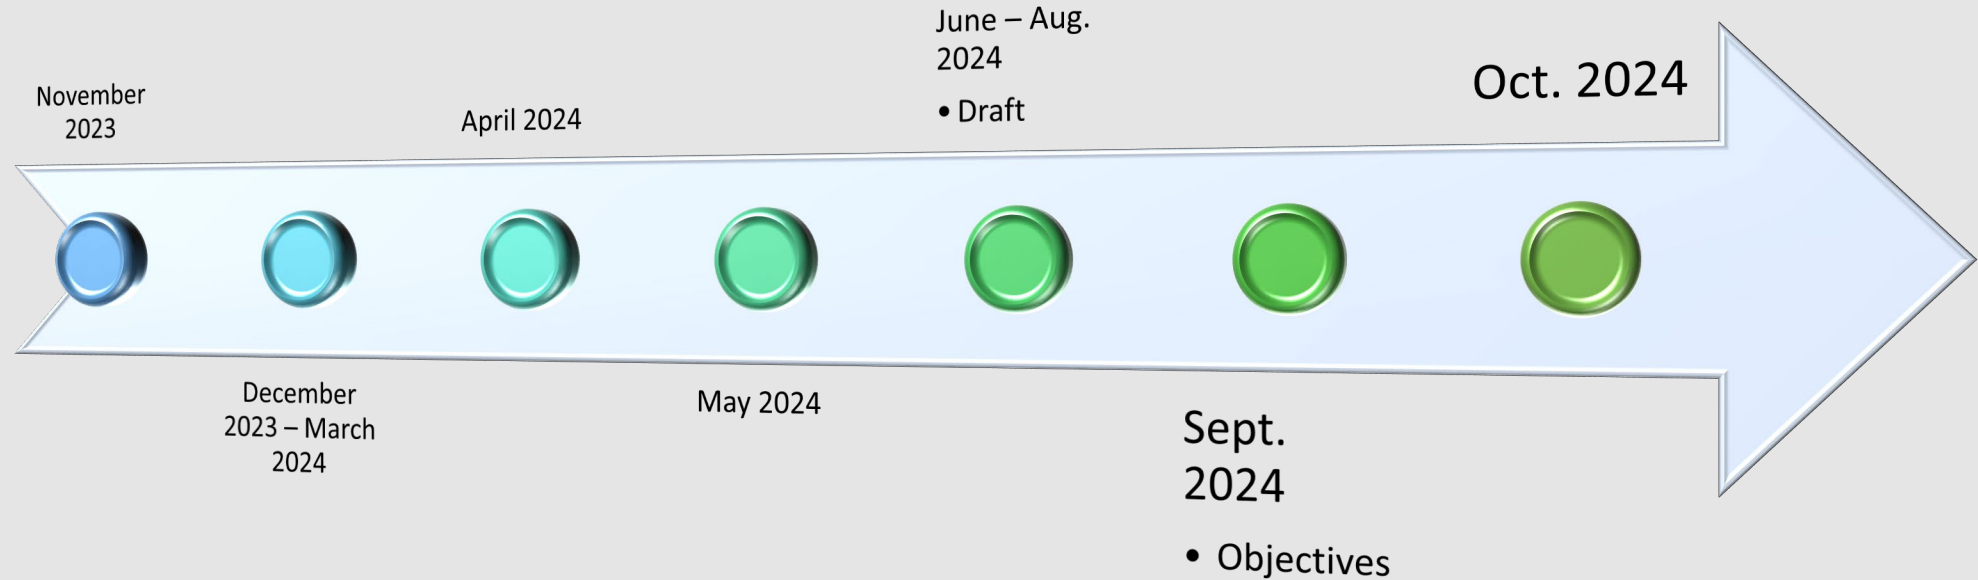 November
2023
December
2023 – March
2024
April 2024
May 2024
June – Aug.
2024
• Draft
Sept.
2024
• Objectives
Oct. 2024